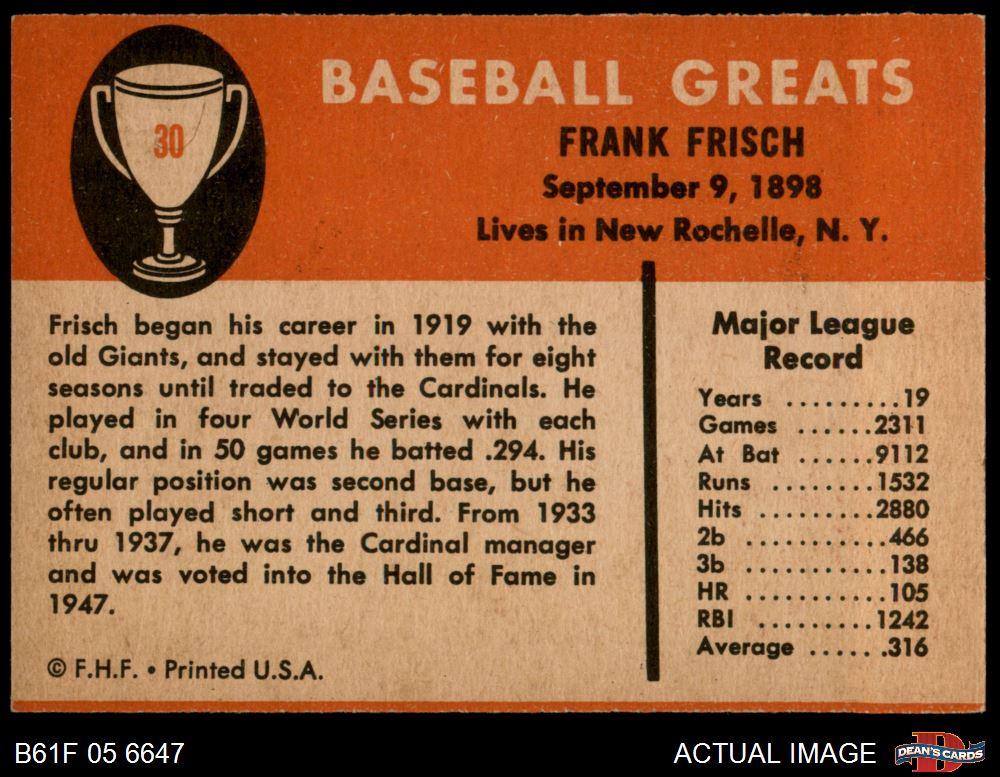 30
BASEBALL GREATS
FRANK FRISCH
September 9, 1898
Lives in New Rochelle, N. Y.
Frisch began his career in 1919 with the
old Giants, and stayed with them for eight
seasons until traded to the Cardinals. He
played in four World Series with each
club, and in 50 games he batted .294. His
regular position was second base, but he
often played short and third. From 1933
thru 1937, he was the Cardinal manager
and was voted into the Hall of Fame in
1947.
© F.H.F. • Printed U.S.A.
Major League
Record
Years .........19
Games ......2311
At Bat ......9112
Runs ........1532
Hits .........2880
2b ..........466
3b ..........138
HR ..........105
RBI .........1242
Average ......316
B61F 05 6647
ACTUAL IMAGE
D
DEAN'S CARDS